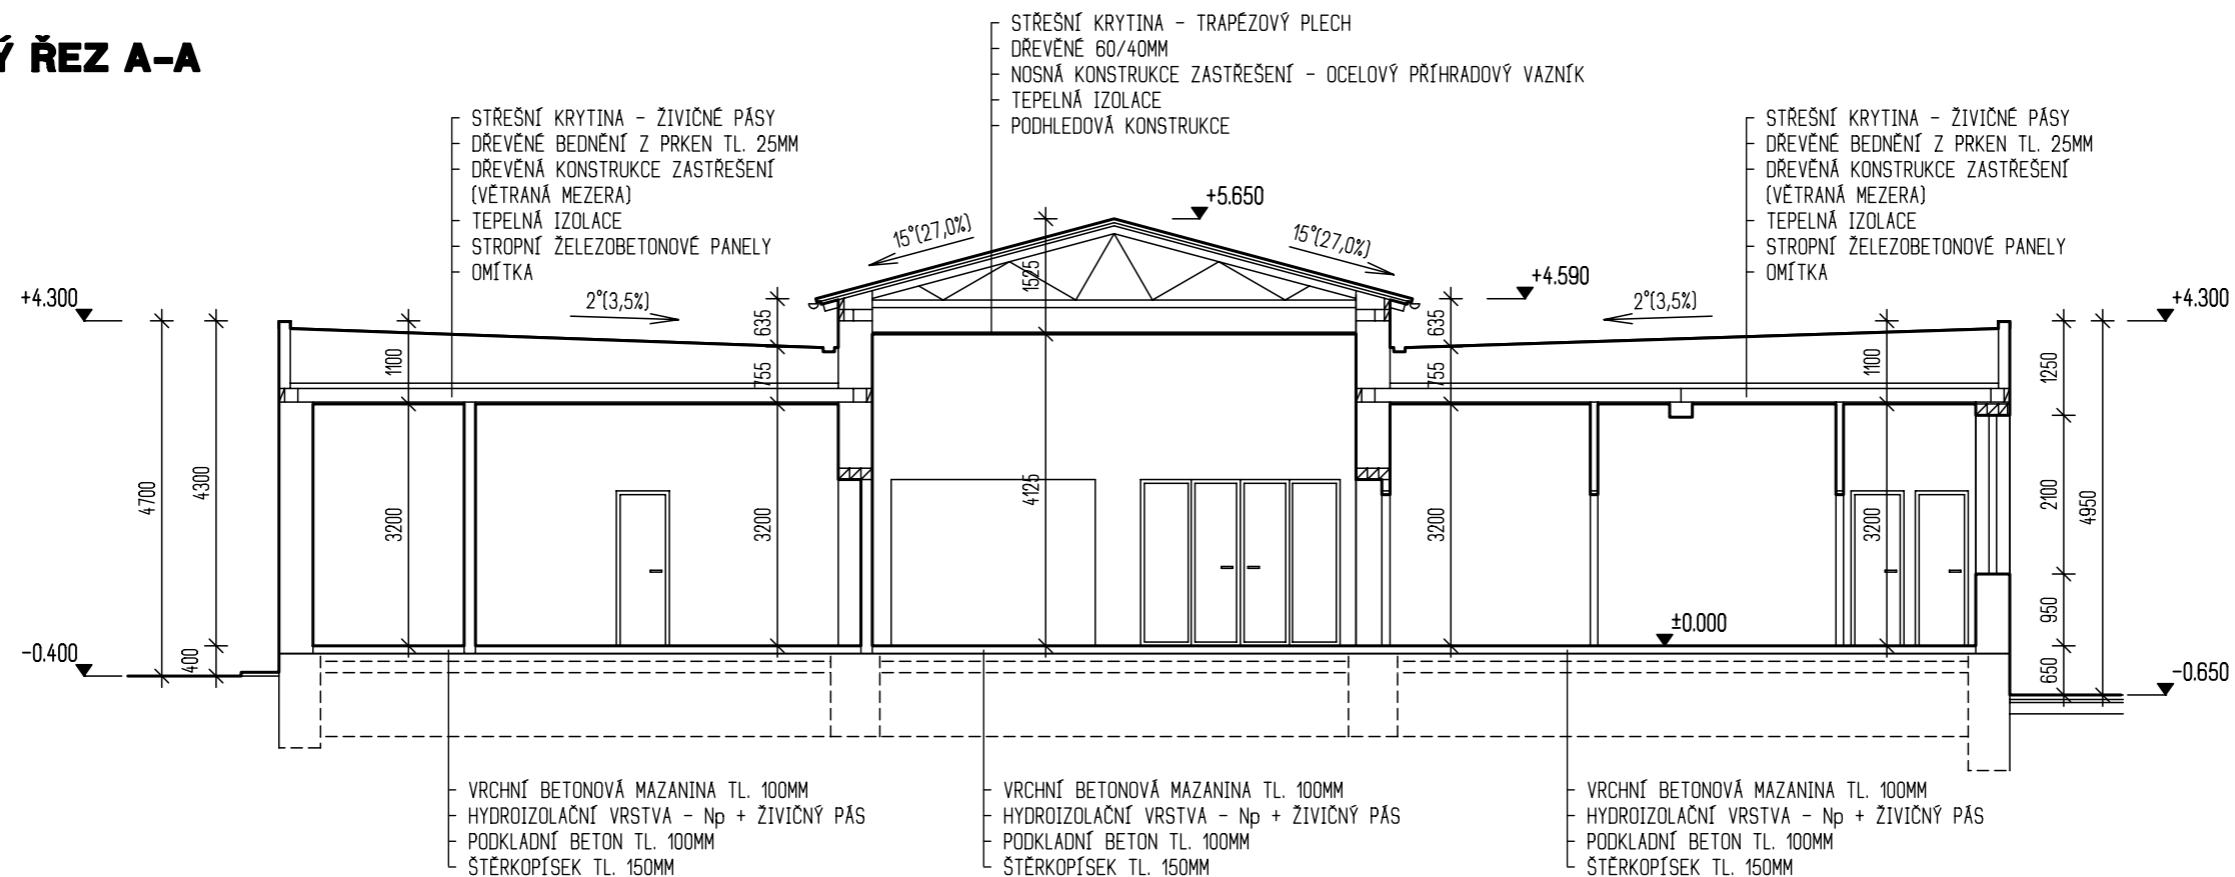 Ý ŘEZ A-A
STŘEŠNÍ KRYTINA - TRAPÉZOVÝ PLECH
DŘEVĚNÉ 60/40MM
NOSNÁ KONSTRUKCE ZASTŘEŠENÍ - OCELOVÝ PŘÍHRADOVÝ VAZNÍK
TEPELNÁ IZOLACE
PODHLEDOVÁ KONSTRUKCE
STŘEŠNÍ KRYTINA - ŽIVIČNÉ PÁSY
DŘEVĚNÉ BEDNĚNÍ Z PRKEN TL. 25MM
DŘEVĚNÁ KONSTRUKCE ZASTŘEŠENÍ
(VĚTRANÁ MEZERA)
TEPELNÁ IZOLACE
STROPNÍ ŽELEZOBETONOVÉ PANELY
OMÍTKA
STŘEŠNÍ KRYTINA - ŽIVIČNÉ PÁSY
DŘEVĚNÉ BEDNĚNÍ Z PRKEN TL. 25MM
DŘEVĚNÁ KONSTRUKCE ZASTŘEŠENÍ
(VĚTRANÁ MEZERA)
TEPELNÁ IZOLACE
STROPNÍ ŽELEZOBETONOVÉ PANELY
OMÍTKA
+5.650
15°(27,0%)
15°(27,0%)
+4.590
+4.300
2°(3,5%)
2°(3,5%)
+4.300
1525
635
635
755
755
1100
1100
1250
4700
4300
3200
3200
4125
3200
3200
2100
4950
950
±0.000
-0.400
400
650
-0.650
VRCHNÍ BETONOVÁ MAZANINA TL. 100MM
HYDROIZOLAČNÍ VRSTVA - Np + ŽIVIČNÝ PÁS
PODKLADNÍ BETON TL. 100MM
ŠTĚRKOPÍSEK TL. 150MM
VRCHNÍ BETONOVÁ MAZANINA TL. 100MM
HYDROIZOLAČNÍ VRSTVA - Np + ŽIVIČNÝ PÁS
PODKLADNÍ BETON TL. 100MM
ŠTĚRKOPÍSEK TL. 150MM
VRCHNÍ BETONOVÁ MAZANINA TL. 100MM
HYDROIZOLAČNÍ VRSTVA - Np + ŽIVIČNÝ PÁS
PODKLADNÍ BETON TL. 100MM
ŠTĚRKOPÍSEK TL. 150MM